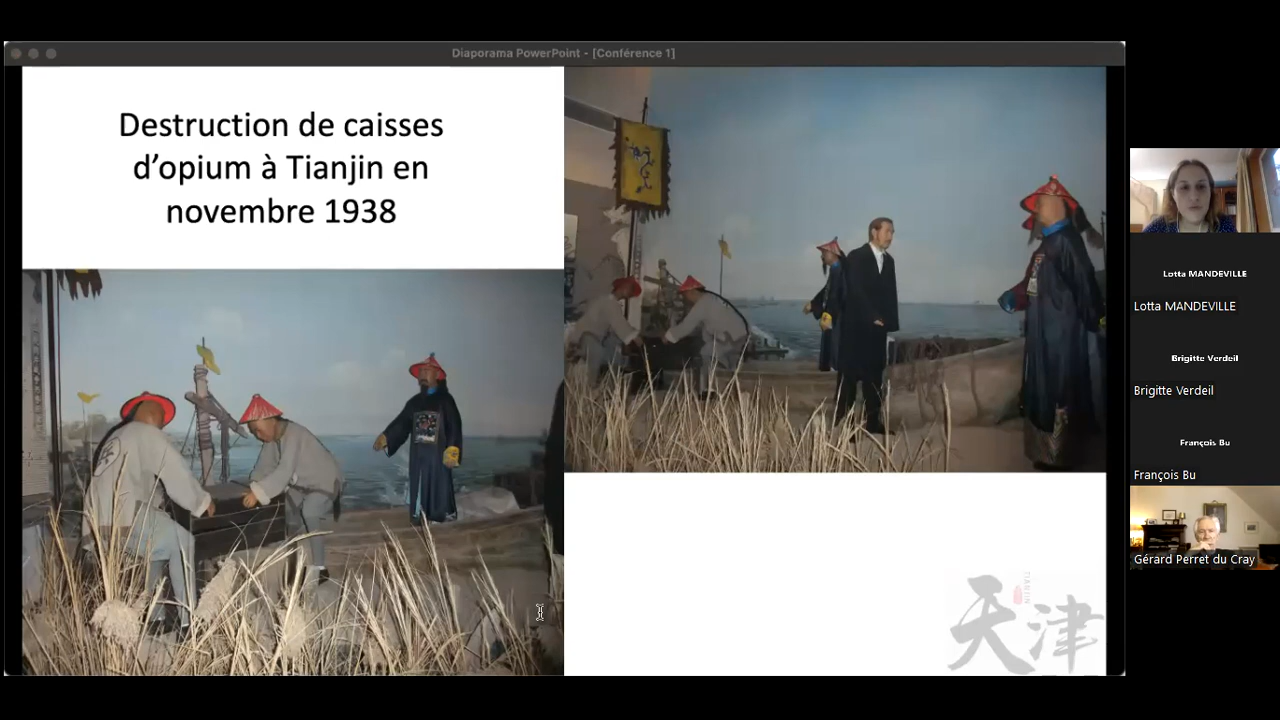 Diaporama PowerPoint - [Conférence 1]
Destruction de caisses
d’opium à Tianjin en
novembre 1938
TIANJIN
天津
Lotta MANDEVILLE
Lotta MANDEVILLE
Brigitte Verdeil
Brigitte Verdeil
François Bu
François Bu
Gérard Perret du Cray